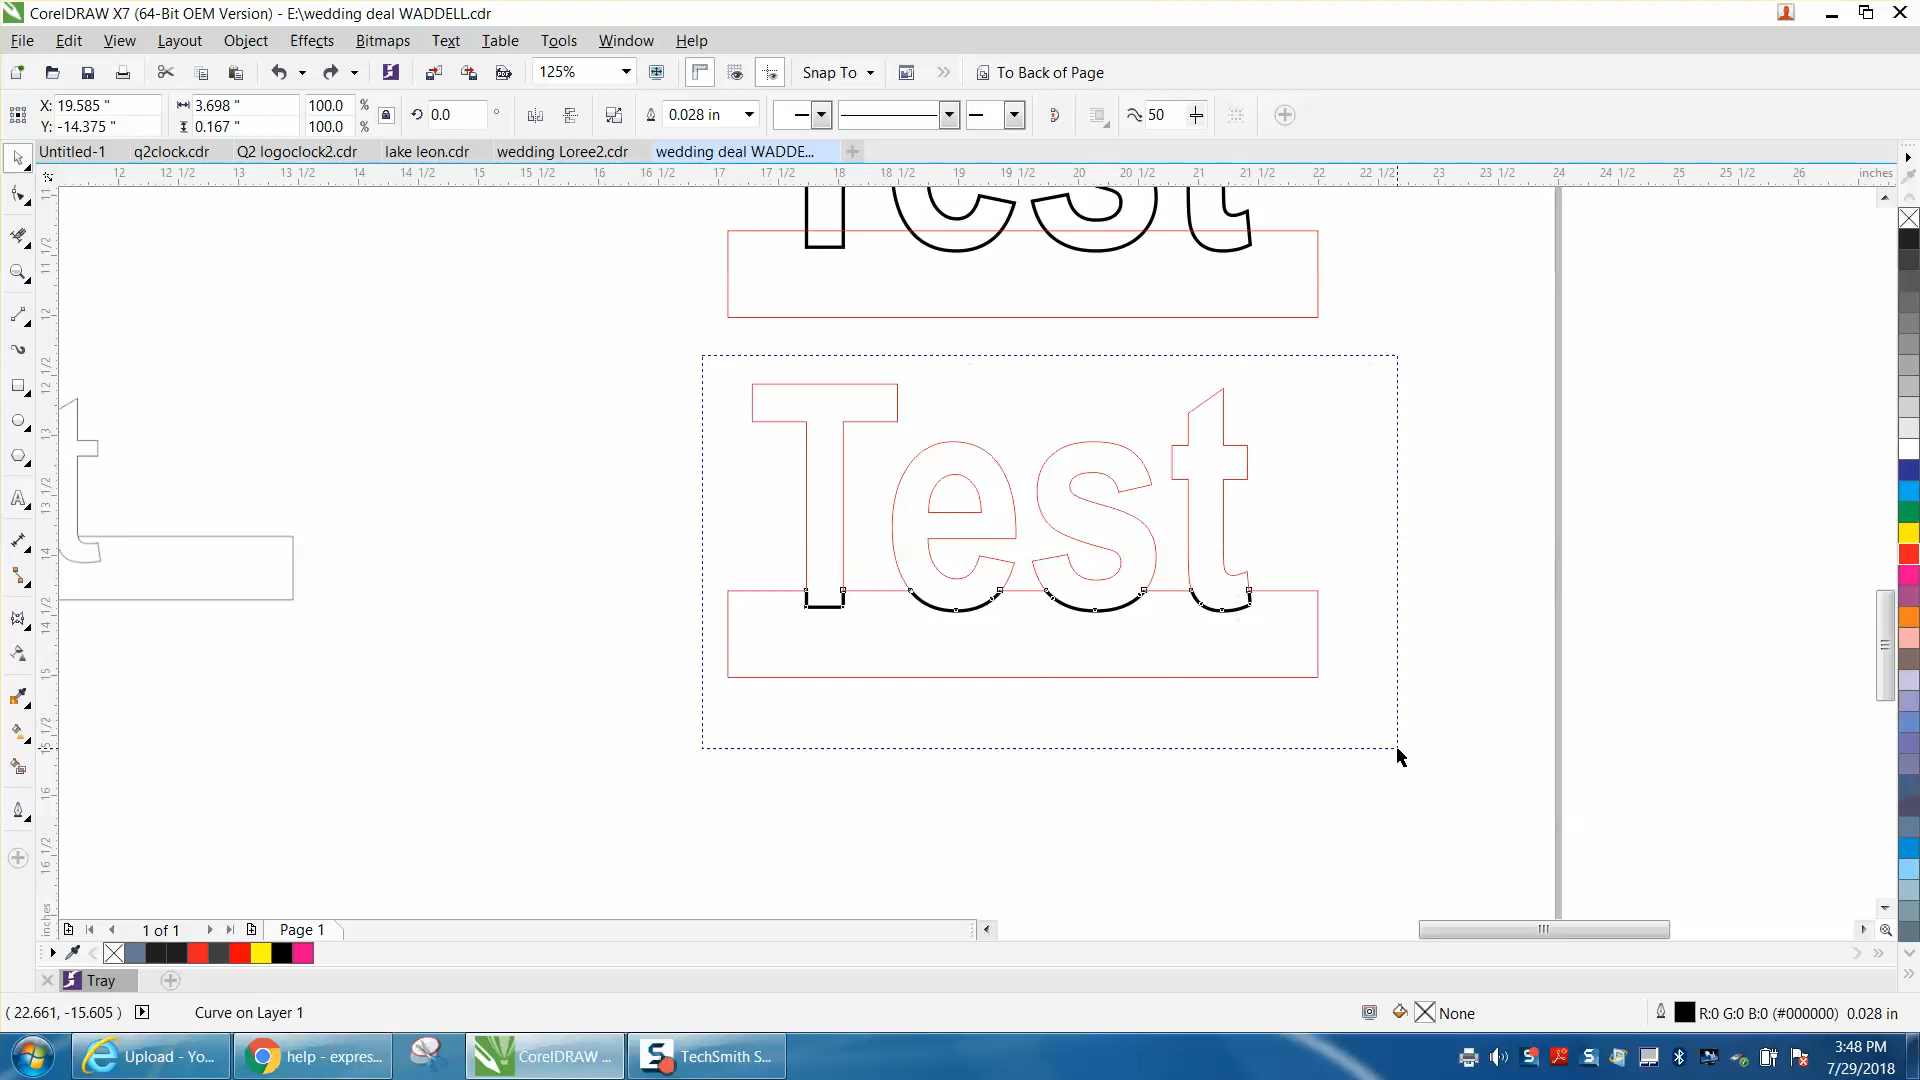 CorelDRAW X7 (64-Bit OEM Version) - E:\wedding deal WADDELL.cdr
File Edit View Layout Object Effects Bitmaps Text Table Tools Window Help
125% Snap To To Back of Page
X: 19.585 " 3.698 " 100.0 % 0.0 ° 0.028 in 50
Y: -14.375 " 0.167 " 100.0 %
Untitled-1 q2clock.cdr Q2 logoclock2.cdr lake leon.cdr wedding Loree2.cdr wedding deal WADDE...
12 12 1/2 13 13 1/2 14 14 1/2 15 15 1/2 16 16 1/2 17 17 1/2 18 18 1/2 19 19 1/2 20 20 1/2 21 21 1/2 22 22 1/2 23 23 1/2 24 24 1/2 25 25 1/2 26 inches
Test
Test
t
1 of 1 Page 1
Tray
( 22.661, -15.605 ) Curve on Layer 1 None R:0 G:0 B:0 (#000000) 0.028 in
Upload - Yo... help - expres... CorelDRAW ... TechSmith S...
3:48 PM
7/29/2018